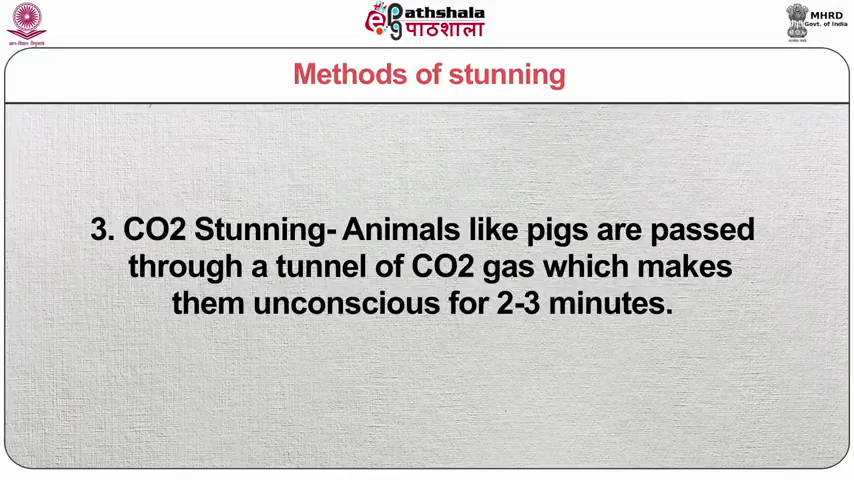 ePathshala
पाठशाला
MHRD
Govt. of India
Methods of stunning
3. CO2 Stunning- Animals like pigs are passed
through a tunnel of CO2 gas which makes
them unconscious for 2-3 minutes.